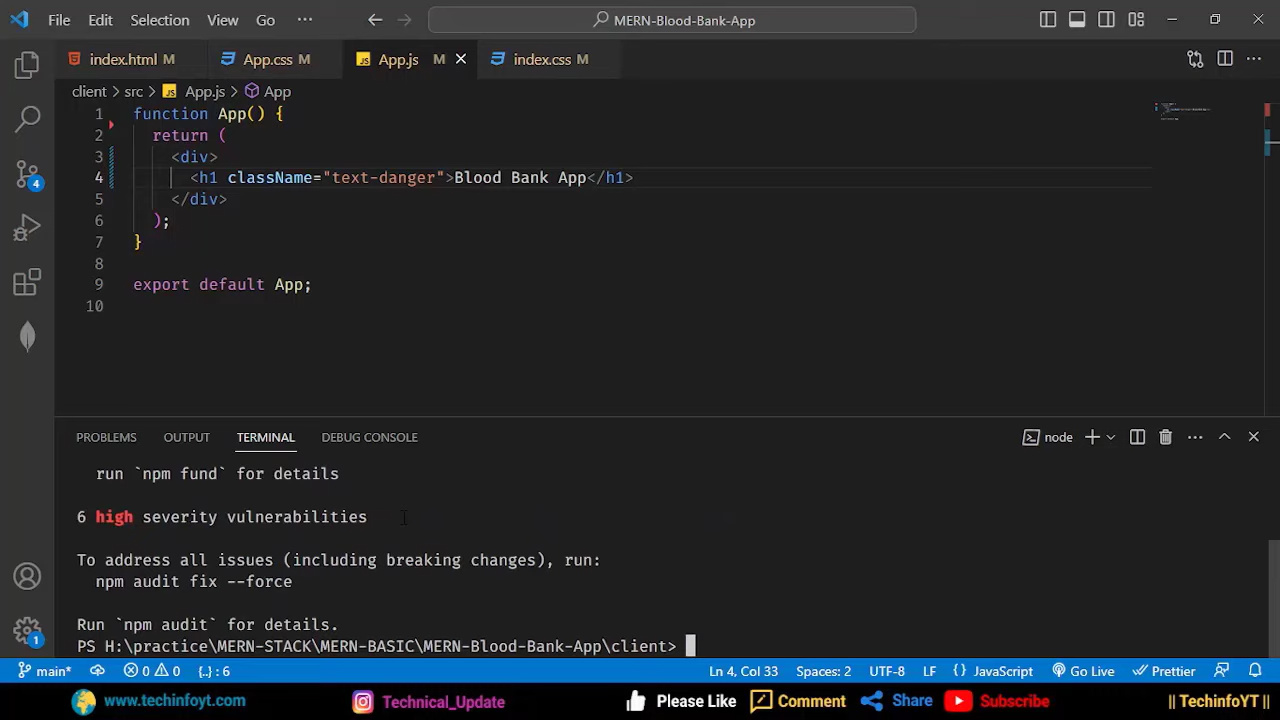 File Edit Selection View Go ··· MERN-Blood-Bank-App
index.html M App.css M JS App.js M index.css M
client > src > JS App.js > App
1 function App() {
2 return (
3 <div>
4 <h1 className="text-danger">Blood Bank App</h1>
5 </div>
6 );
7 }
8
9 export default App;
10
4
PROBLEMS OUTPUT TERMINAL DEBUG CONSOLE node
run `npm fund` for details
6 high severity vulnerabilities
To address all issues (including breaking changes), run:
npm audit fix --force
Run `npm audit` for details.
PS H:\practice\MERN-STACK\MERN-BASIC\MERN-Blood-Bank-App\client>
1
main* 0 0 {..} : 6 Ln 4, Col 33 Spaces: 2 UTF-8 LF {} JavaScript Go Live Prettier
www.techinfoyt.com Technical_Update Please Like Comment Share Subscribe || TechinfoYT ||